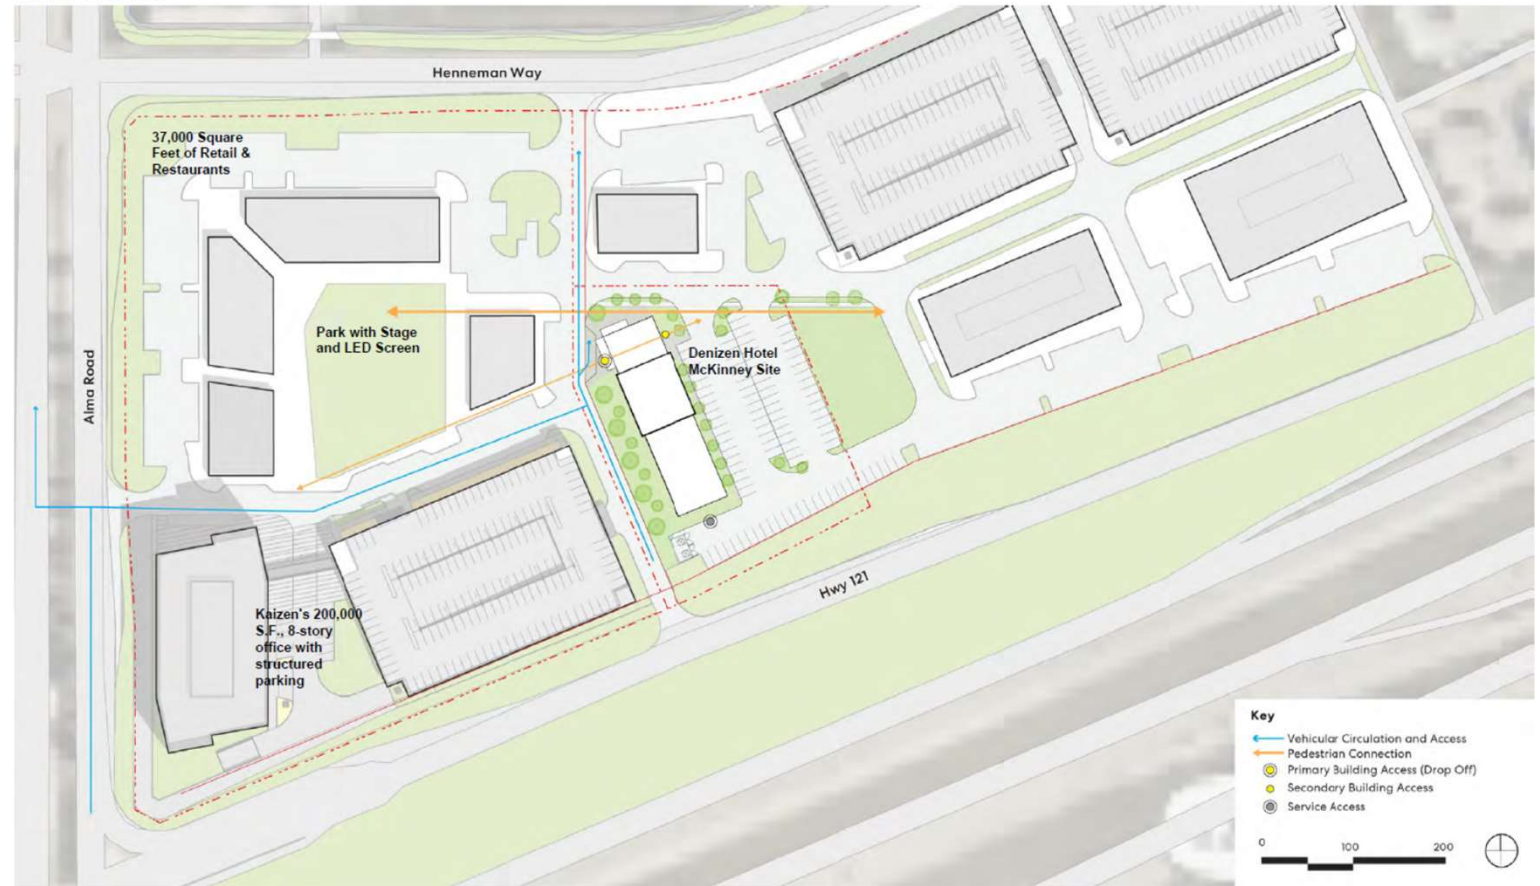 Henneman Way
37,000 Square
Feet of Retail &
Restaurants
Park with Stage
and LED Screen
Denizen Hotel
McKinney Site
Alma Road
Hwy 121
Kaizen's 200,000
S.F., 8-story
office with
structured
parking
Key
Vehicular Circulation and Access
Pedestrian Connection
Primary Building Access (Drop Off)
Secondary Building Access
Service Access
0 100 200